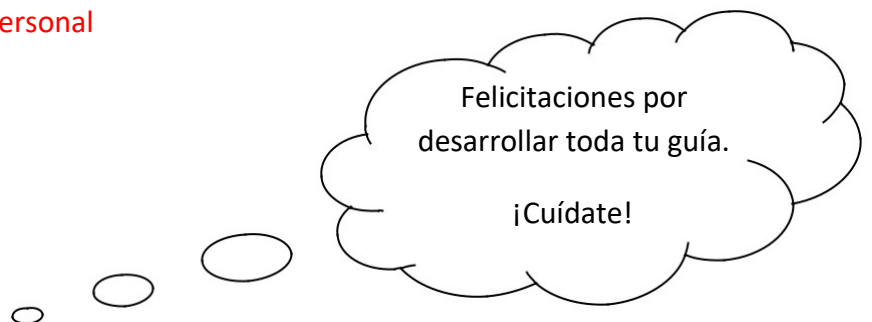 ersonal
Felicitaciones por
desarrollar toda tu guía.
¡Cuídate!